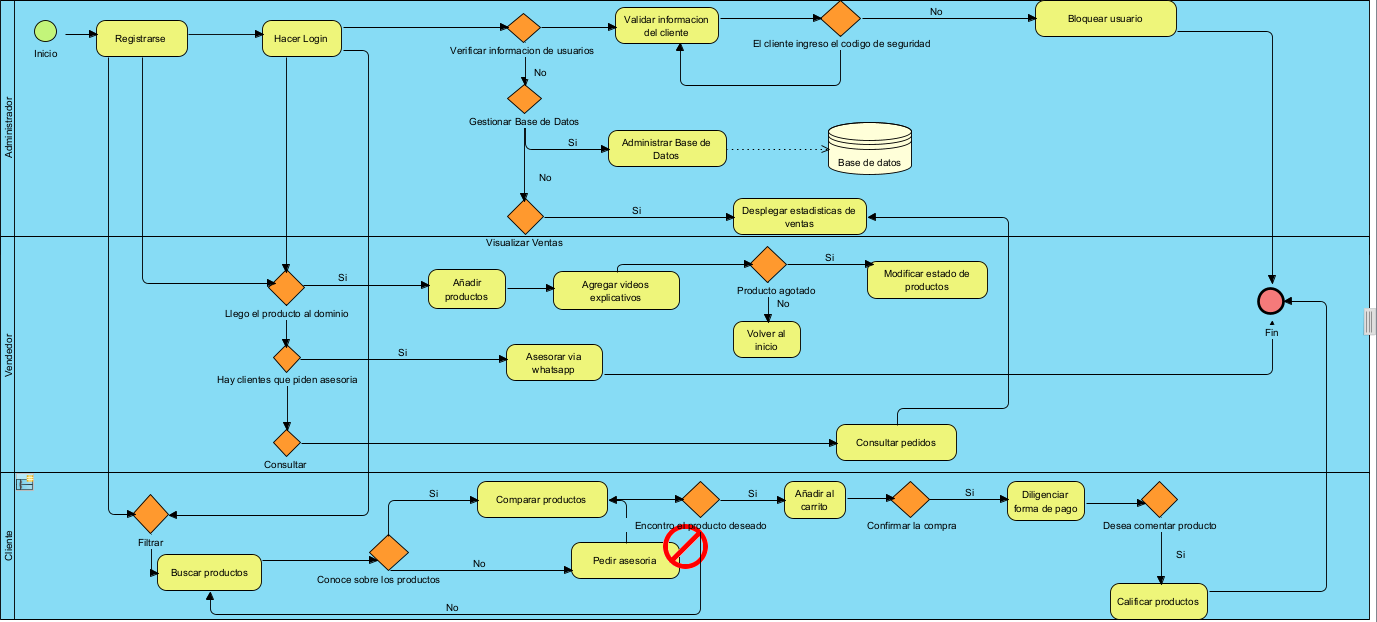 Administrador
Inicio
Registrarse
Hacer Login
Verificar informacion de usuarios
Validar informacion
del cliente
El cliente ingreso el codigo de seguridad
No
Bloquear usuario
No
Gestionar Base de Datos
Si
Administrar Base de
Datos
Base de datos
No
Visualizar Ventas
Si
Desplegar estadisticas de
ventas
Vendedor
Llego el producto al dominio
Si
Añadir
productos
Agregar videos
explicativos
Producto agotado
Si
Modificar estado de
productos
No
Volver al
inicio
Fin
Hay clientes que piden asesoria
Si
Asesorar via
whatsapp
Consultar
Consultar pedidos
Cliente
Filtrar
Buscar productos
Conoce sobre los productos
Si
Comparar productos
No
Pedir asesoria
Encontro el producto deseado
No
Si
Añadir al
carrito
Confirmar la compra
Si
Diligenciar
forma de pago
Desea comentar producto
Si
Calificar productos